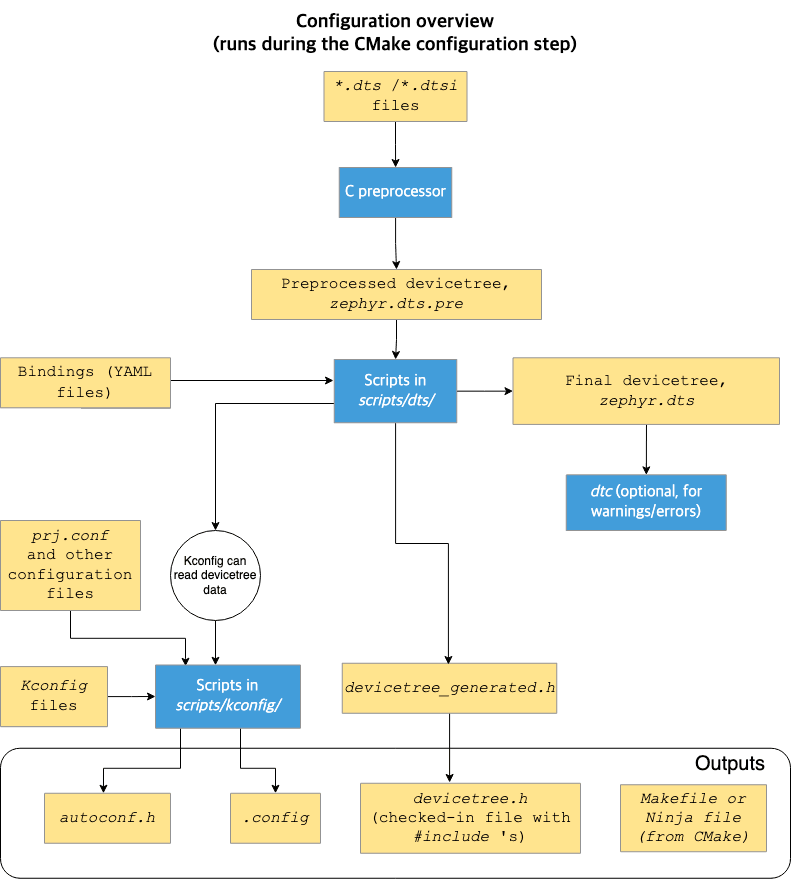 Configuration overview
(runs during the CMake configuration step)
*.dts /*.dtsi
files
C preprocessor
Preprocessed devicetree,
zephyr.dts.pre
Bindings (YAML
files)
Scripts in
scripts/dts/
Final devicetree,
zephyr.dts
dtc (optional, for
warnings/errors)
prj.conf
and other
configuration
files
Kconfig can
read devicetree
data
Kconfig
files
Scripts in
scripts/kconfig/
devicetree_generated.h
Outputs
autoconf.h
.config
devicetree.h
(checked-in file with
#include 's)
Makefile or
Ninja file
(from CMake)